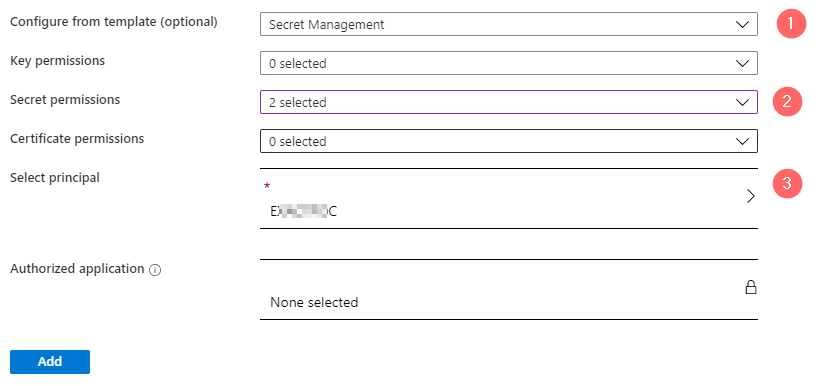 Configure from template (optional) Secret Management 1
Key permissions 0 selected
Secret permissions 2 selected 2
Certificate permissions 0 selected
Select principal 3
*
Authorized application
None selected
Add